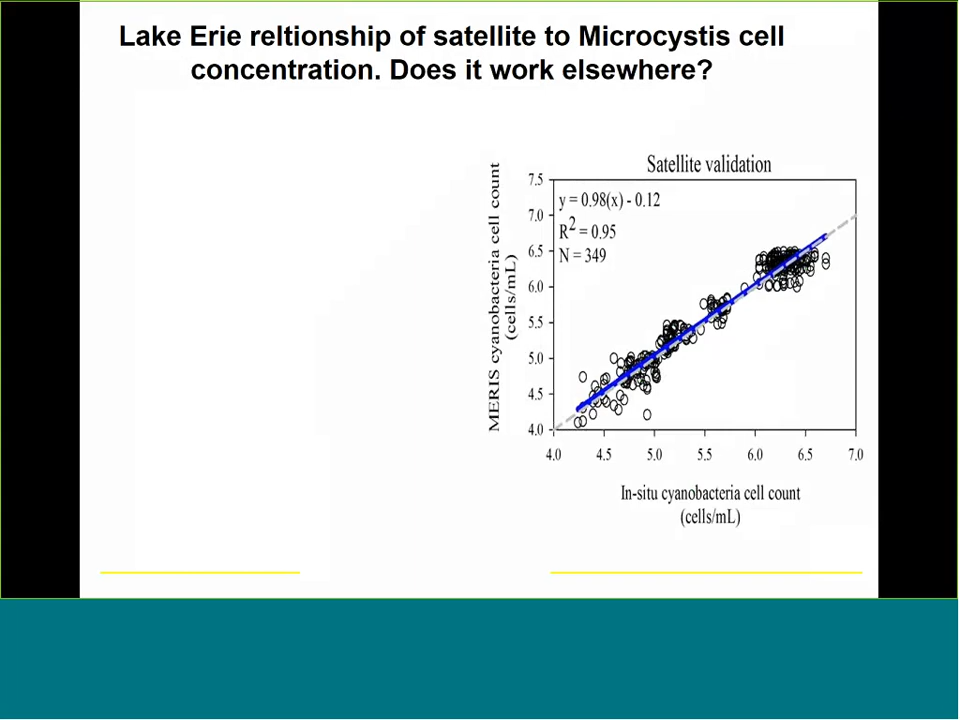 Lake Erie reltionship of satellite to Microcystis cell
concentration. Does it work elsewhere?
Satellite validation
MERIS cyanobacteria cell count
(cells/mL)
7.5
7.0
6.5
6.0
5.5
5.0
4.5
4.0
y = 0.98(x) - 0.12
R² = 0.95
N = 349
4.0 4.5 5.0 5.5 6.0 6.5 7.0
In-situ cyanobacteria cell count
(cells/mL)